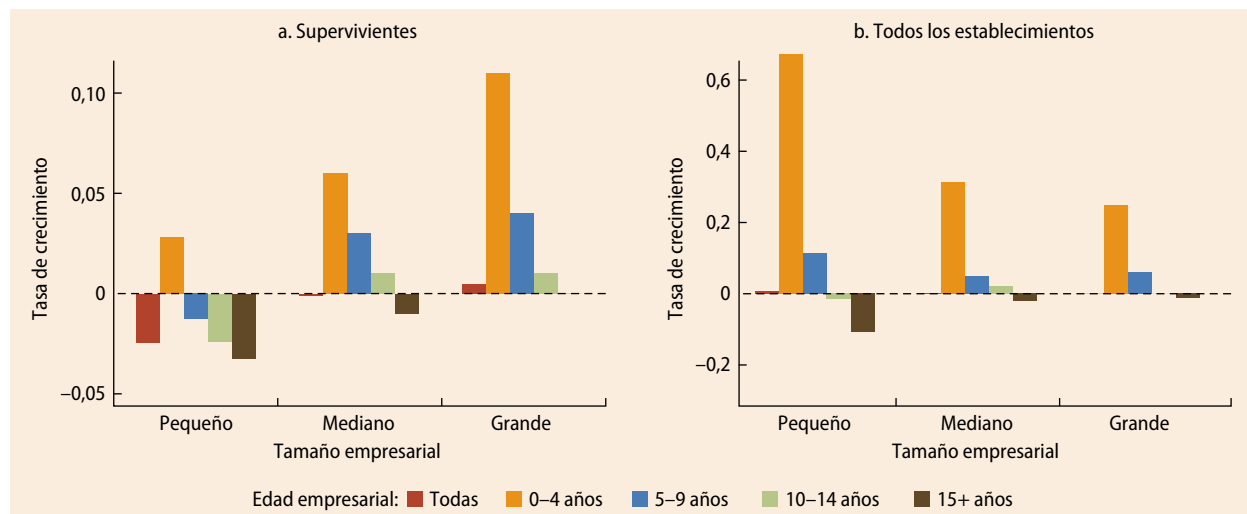 a. Supervivientes
Tasa de crecimiento
0,10
0,05
0
–0,05
Pequeño Mediano Grande
Tamaño empresarial
b. Todos los establecimientos
Tasa de crecimiento
0,6
0,4
0,2
0
–0,2
Pequeño Mediano Grande
Tamaño empresarial
Edad empresarial: Todas 0–4 años 5–9 años 10–14 años 15+ años